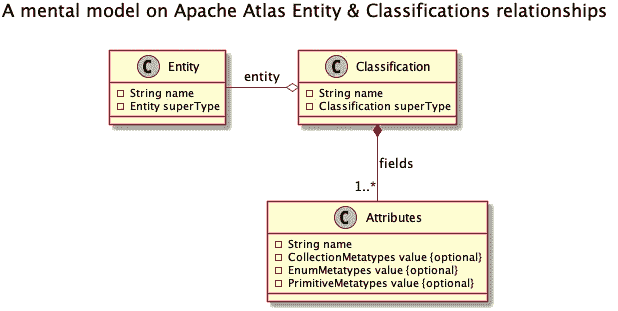 A mental model on Apache Atlas Entity & Classifications relationships
C Entity
String name
Entity superType
entity
C Classification
String name
Classification superType
fields
1..*
C Attributes
String name
CollectionMetatypes value {optional}
EnumMetatypes value {optional}
PrimitiveMetatypes value {optional}